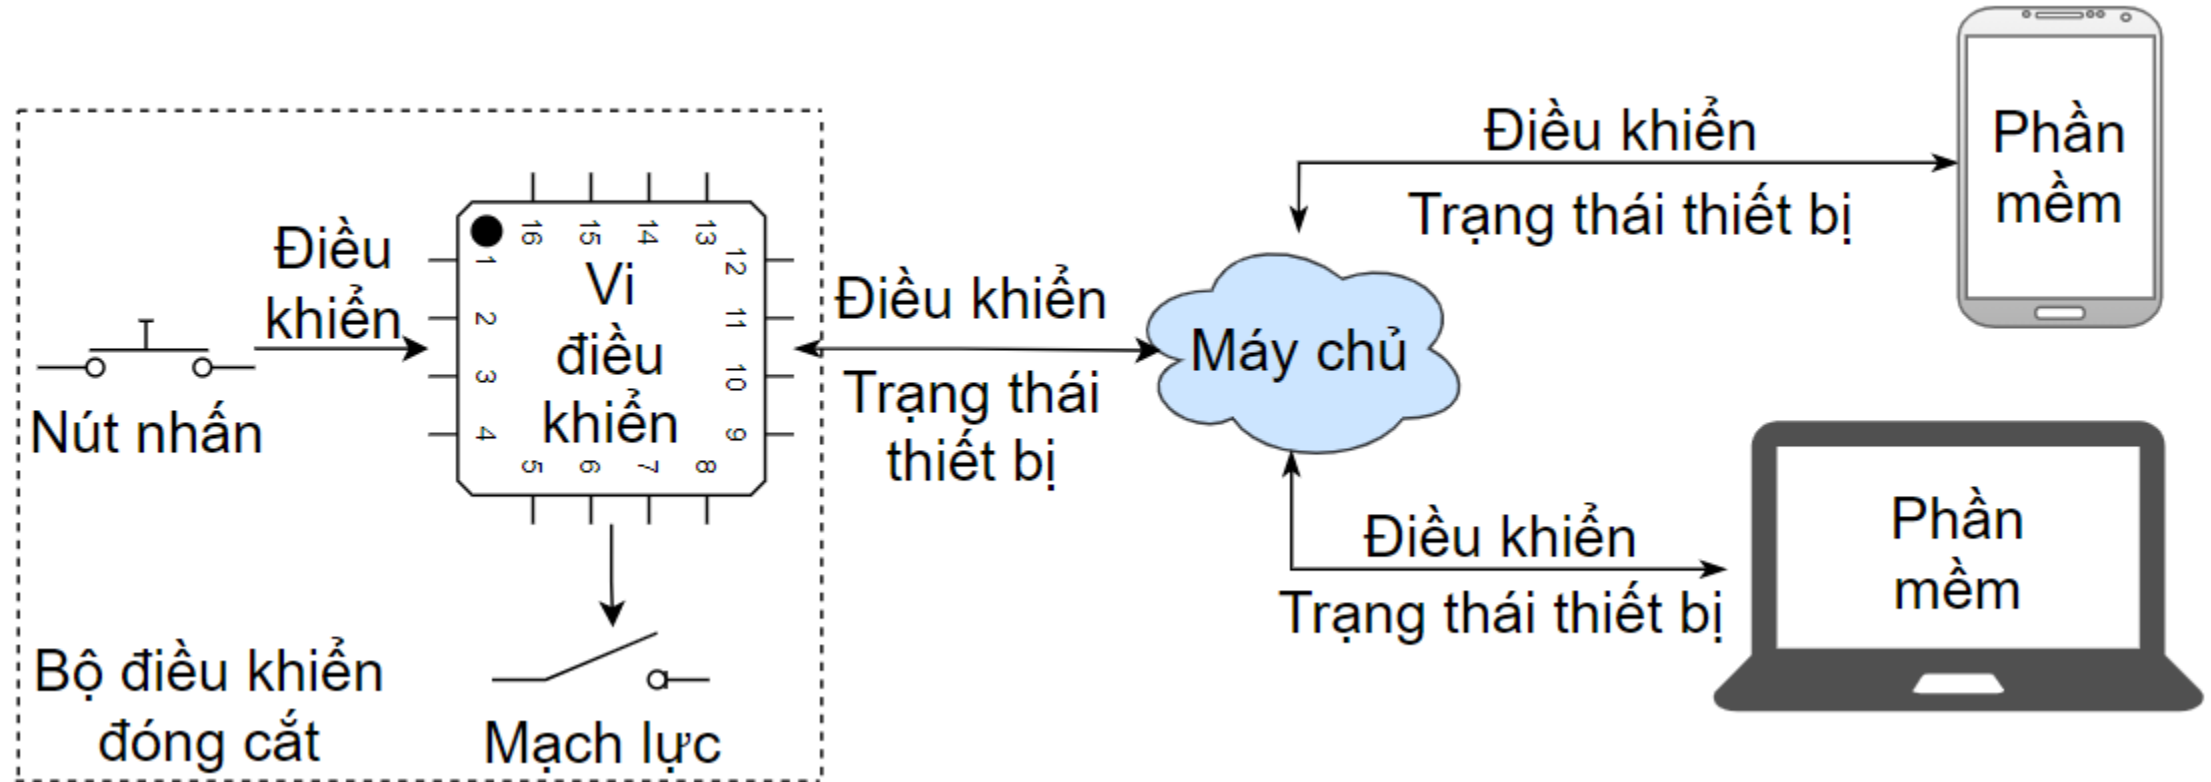 Nút nhấn
Điều
khiển
16 15 14 13
1 2 3 4
12 11 10 9
5 6 7 8
Vi
điều
khiển
Bộ điều khiển
đóng cắt
Mạch lực
Điều khiển
Trạng thái
thiết bị
Máy chủ
Điều khiển
Trạng thái thiết bị
Phần
mềm
Điều khiển
Trạng thái thiết bị
Phần
mềm